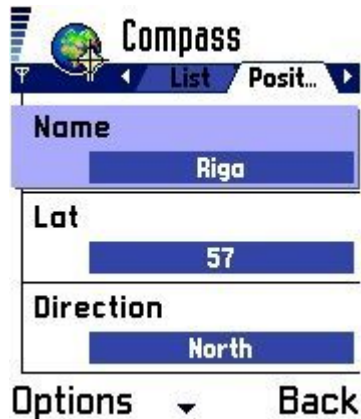 Compass
List Posit...
Name
Riga
Lat
57
Direction
North
Options Back